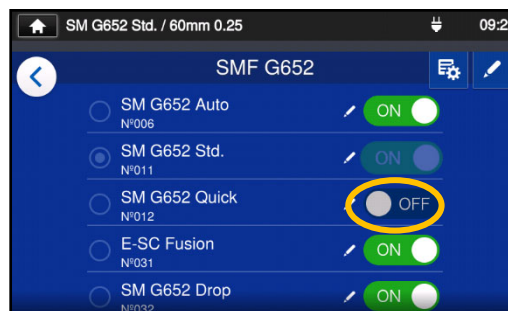 SM G652 Std. / 60mm 0.25 09:2
SMF G652
SM G652 Auto ON
Nº006
SM G652 Std. ON
Nº011
SM G652 Quick OFF
Nº012
E-SC Fusion ON
Nº031
SM G652 Drop ON
Nº032